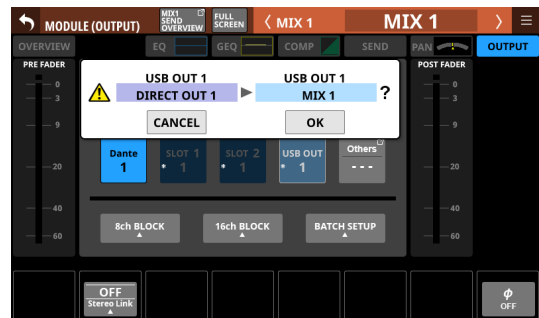 MODULE (OUTPUT)
MIX1
SEND
OVERVIEW
FULL
SCREEN
MIX 1
MIX 1
OVERVIEW
EQ
GEQ
COMP
SEND
PAN
OUTPUT
PRE FADER
POST FADER
USB OUT 1
DIRECT OUT 1
USB OUT 1
MIX 1
?
CANCEL
OK
0
3
9
20
40
60
0
3
9
20
40
60
Dante
1
SLOT 1
* 1
SLOT 2
* 1
USB OUT
* 1
Others
---
8ch BLOCK
16ch BLOCK
BATCH SETUP
OFF
Stereo Link
φ
OFF